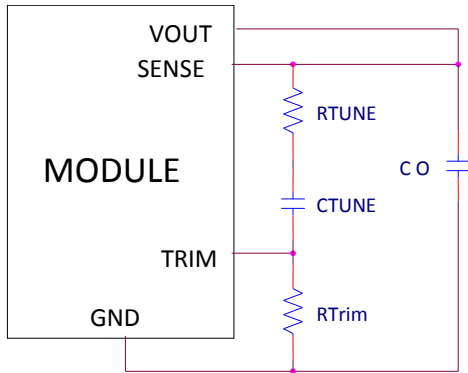 VOUT
SENSE
RTUNE
C O
MODULE
CTUNE
TRIM
GND
RTrim